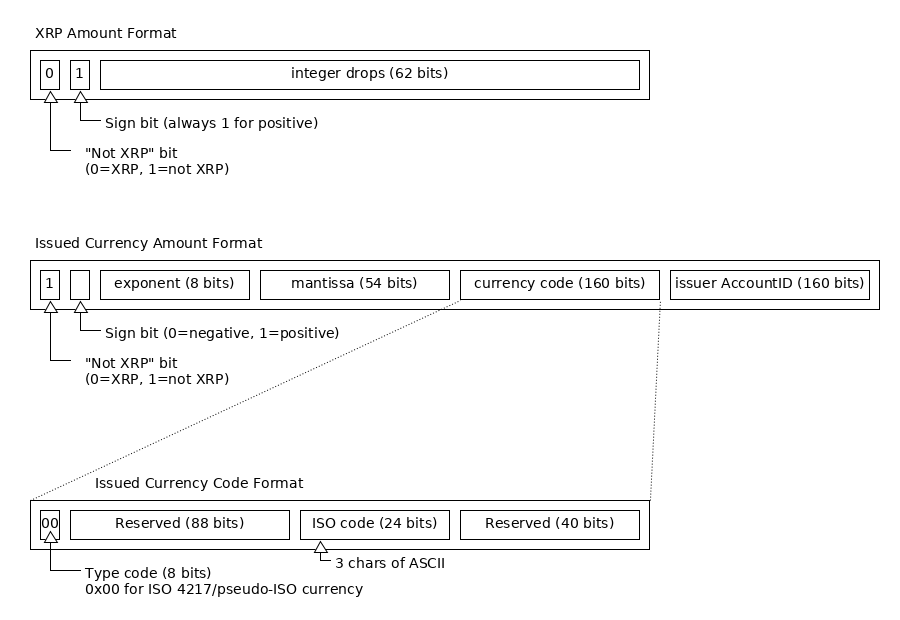 XRP Amount Format
0 1 integer drops (62 bits)
Sign bit (always 1 for positive)
"Not XRP" bit
(0=XRP, 1=not XRP)
Issued Currency Amount Format
1 exponent (8 bits) mantissa (54 bits) currency code (160 bits) issuer AccountID (160 bits)
Sign bit (0=negative, 1=positive)
"Not XRP" bit
(0=XRP, 1=not XRP)
Issued Currency Code Format
00 Reserved (88 bits) ISO code (24 bits) Reserved (40 bits)
3 chars of ASCII
Type code (8 bits)
0x00 for ISO 4217/pseudo-ISO currency